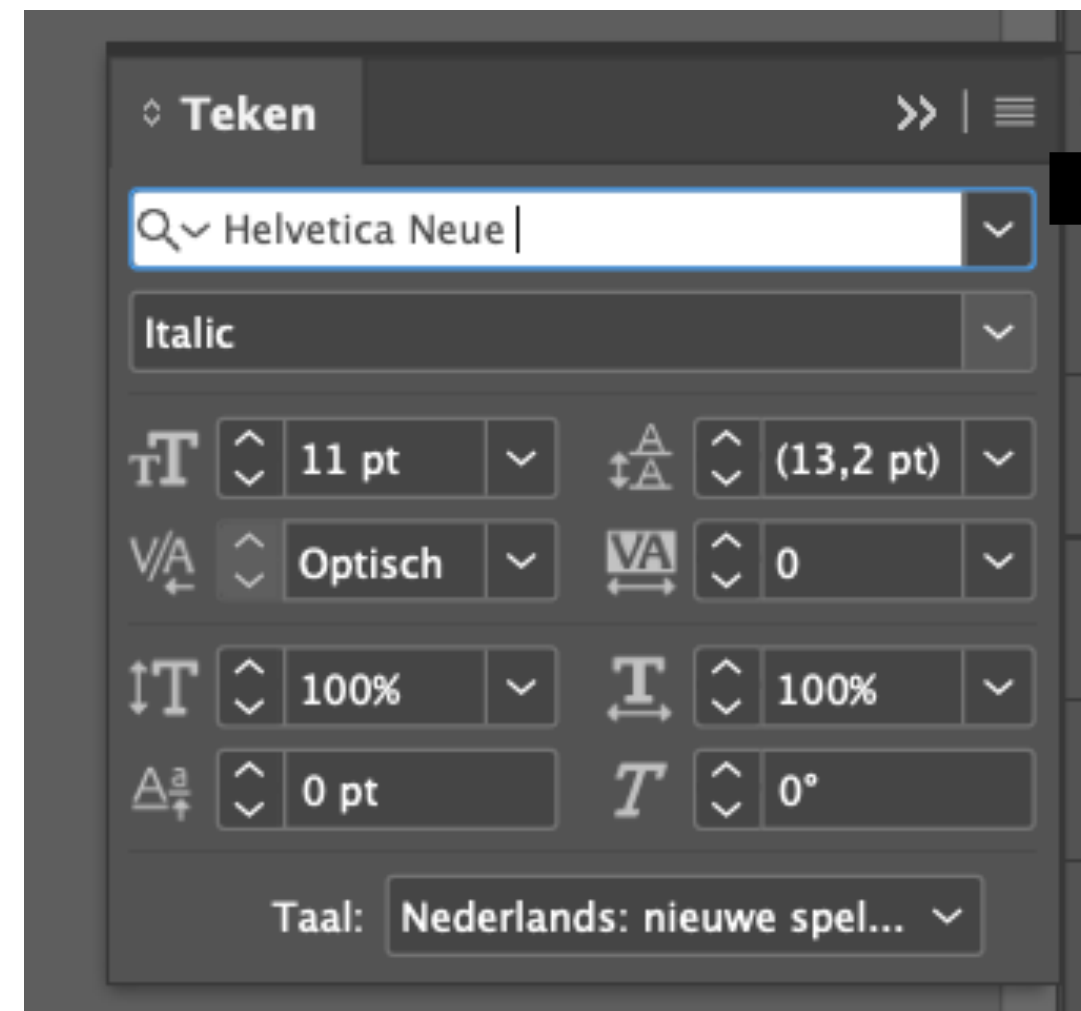 Teken
Helvetica Neue
Italic
11 pt (13,2 pt)
Optisch 0
100% 100%
0 pt 0°
Taal: Nederlands: nieuwe spel...